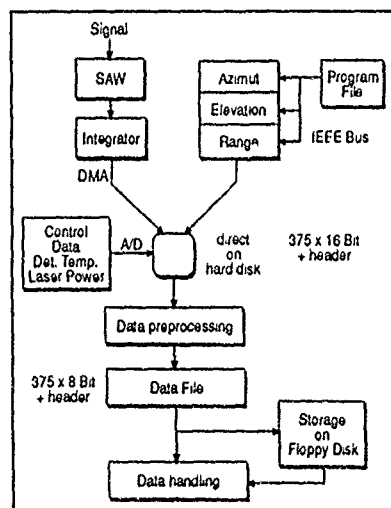 Signal
SAW
Integrator
DMA
Azimut
Elevation
Range
Program
File
IEEE Bus
Control
Data
Det. Temp.
Laser Power
A/D
direct
on
hard disk
375 x 16 Bit
+ header
Data preprocessing
375 x 8 Bit
+ header
Data File
Storage
on
Floppy Disk
Data handling